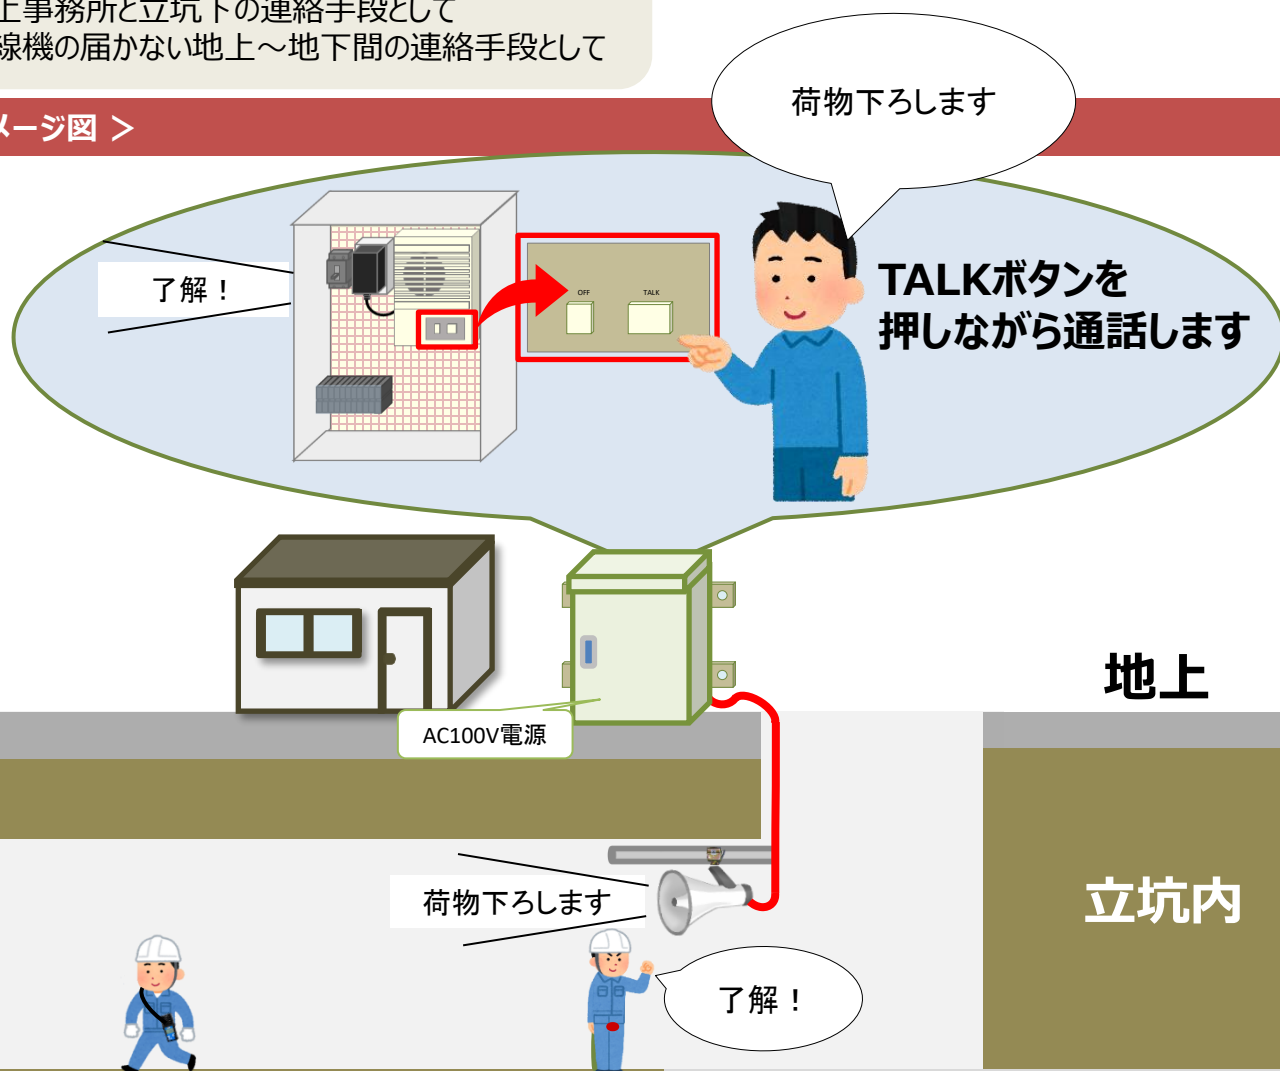 上事務所と立坑下の連絡手段として
線機の届かない地上～地下間の連絡手段として
メージ図 ＞
荷物下ろします
了解！
OFF
TALK
TALKボタンを
押しながら通話します
地上
AC100V電源
立坑内
荷物下ろします
了解！